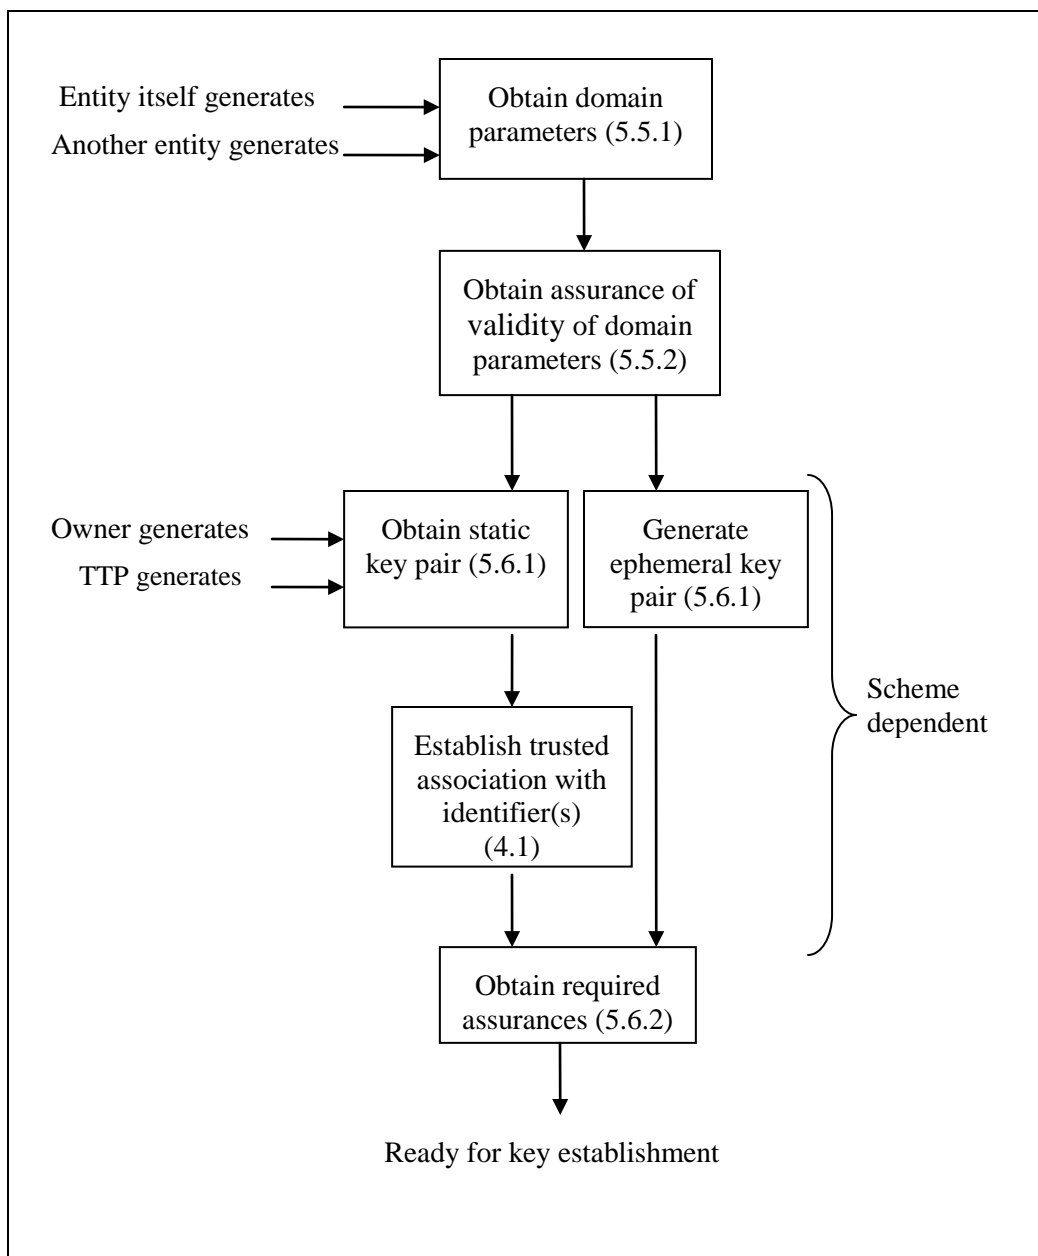 Entity itself generates
Another entity generates
Obtain domain
parameters (5.5.1)
Obtain assurance of
validity of domain
parameters (5.5.2)
Owner generates
TTP generates
Obtain static
key pair (5.6.1)
Generate
ephemeral key
pair (5.6.1)
Scheme
dependent
Establish trusted
association with
identifier(s)
(4.1)
Obtain required
assurances (5.6.2)
Ready for key establishment